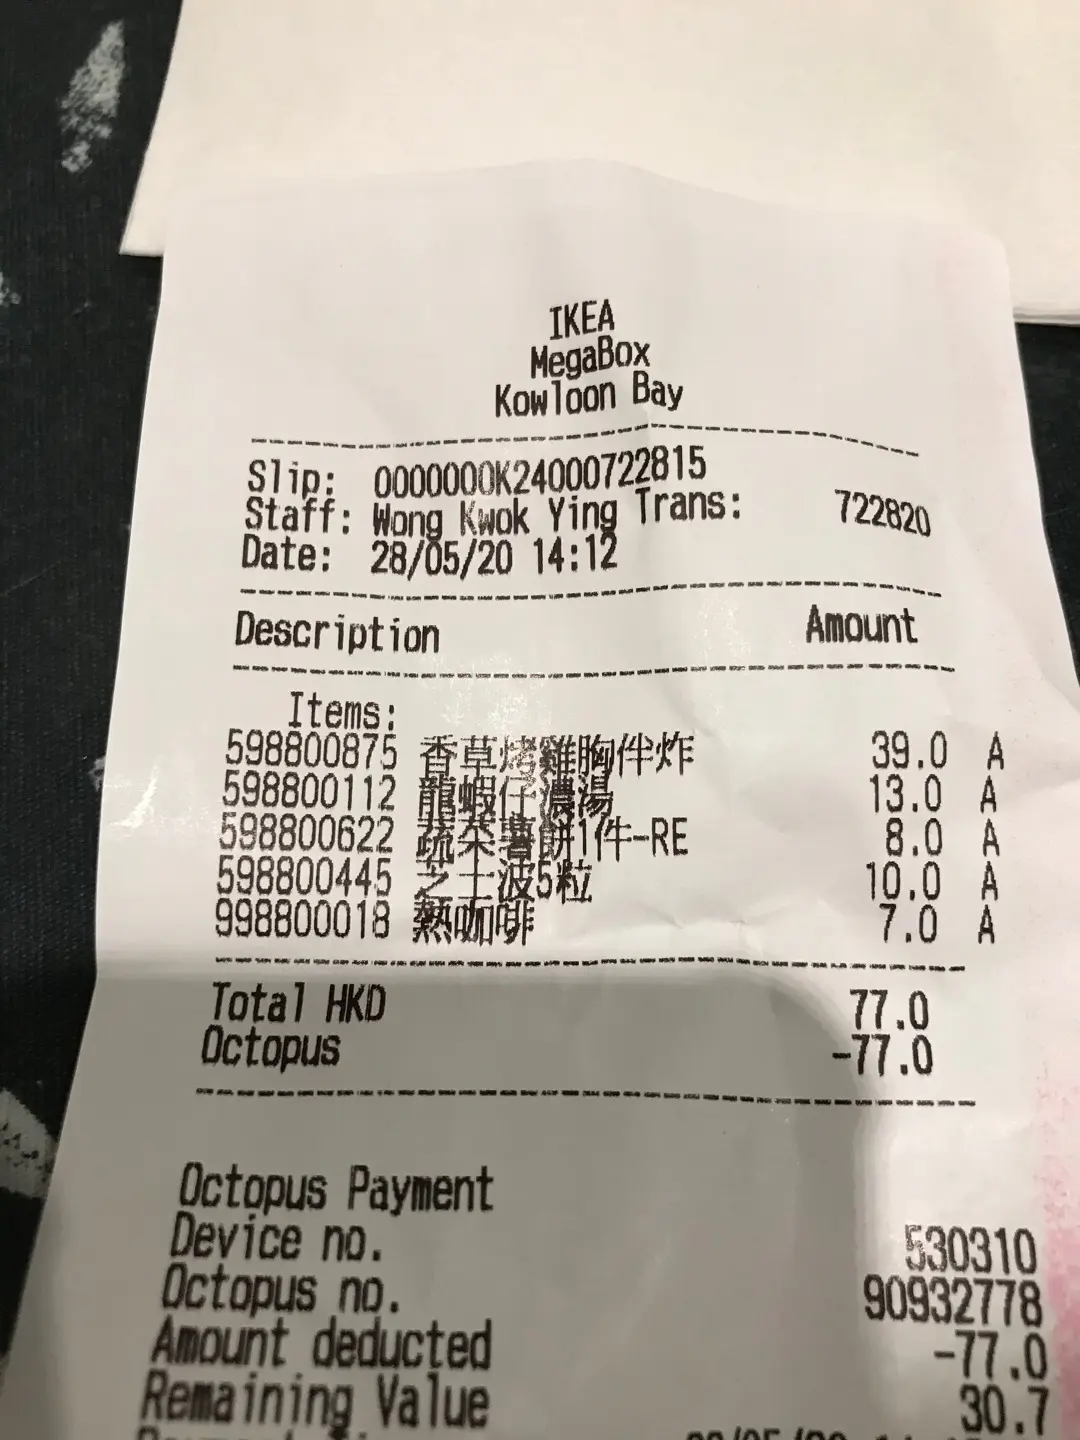 IKEA
MegaBox
Kowloon Bay
Slip: 0000000K24000722815
Staff: Wong Kwok Ying Trans: 722820
Date: 28/05/20 14:12
Description Amount
Items:
598800875 香草烤雞胸伴炸 39.0 A
598800112 龍蝦仔濃湯 13.0 A
598800622 蔬菜薯餅1件-RE 8.0 A
598800445 芝士波5粒 10.0 A
998800018 熱咖啡 7.0 A
Total HKD 77.0
Octopus -77.0
Octopus Payment
Device no. 530310
Octopus no. 90932778
Amount deducted -77.0
Remaining Value 30.7